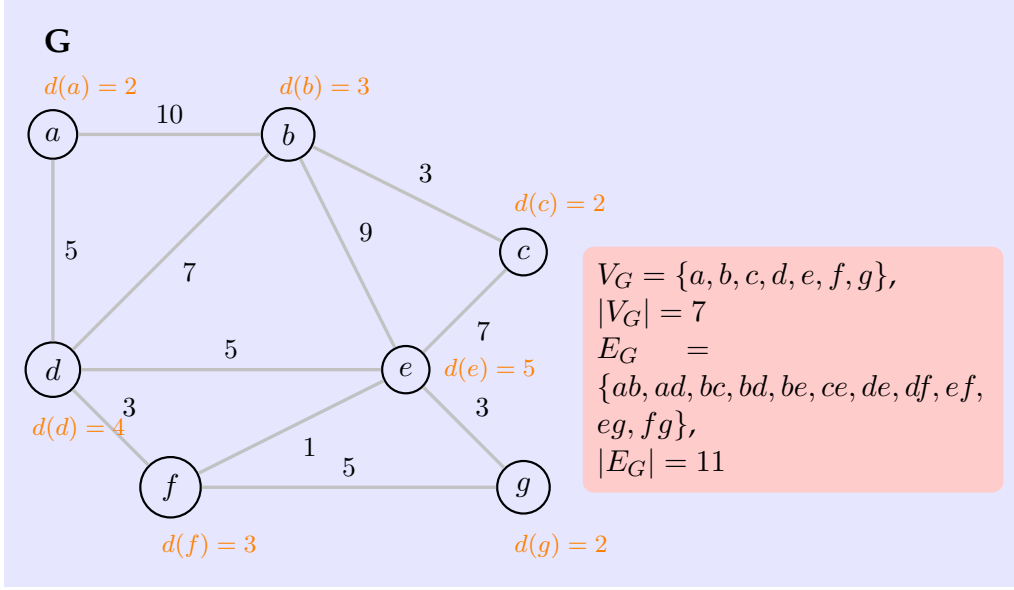 G
d(a) = 2
d(b) = 3
10
a
b
3
d(c) = 2
9
c
5
7
V_G = {a, b, c, d, e, f, g},
|V_G| = 7
E_G =
{ab, ad, bc, bd, be, ce, de, df, ef,
eg, fg},
|E_G| = 11
7
5
d
e
d(e) = 5
3
3
d(d) = 4
1
5
f
g
d(f) = 3
d(g) = 2